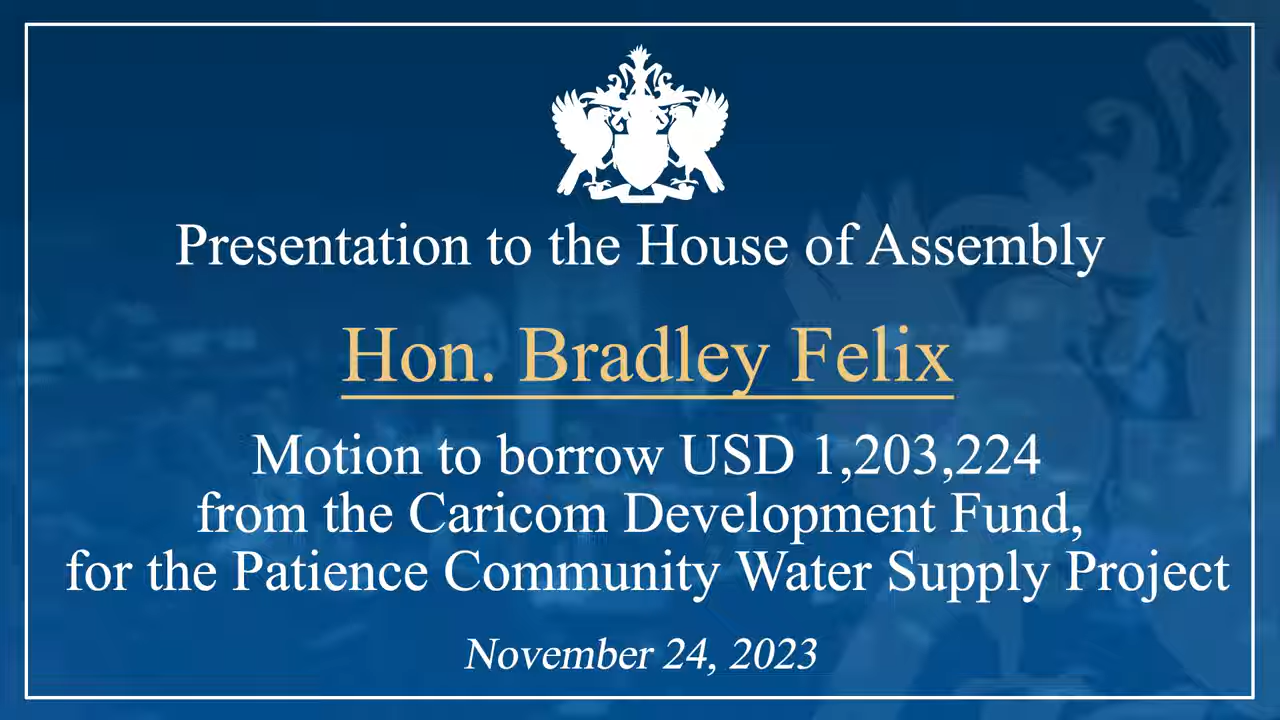 Presentation to the House of Assembly
Hon. Bradley Felix
Motion to borrow USD 1,203,224
from the Caricom Development Fund,
for the Patience Community Water Supply Project
November 24, 2023